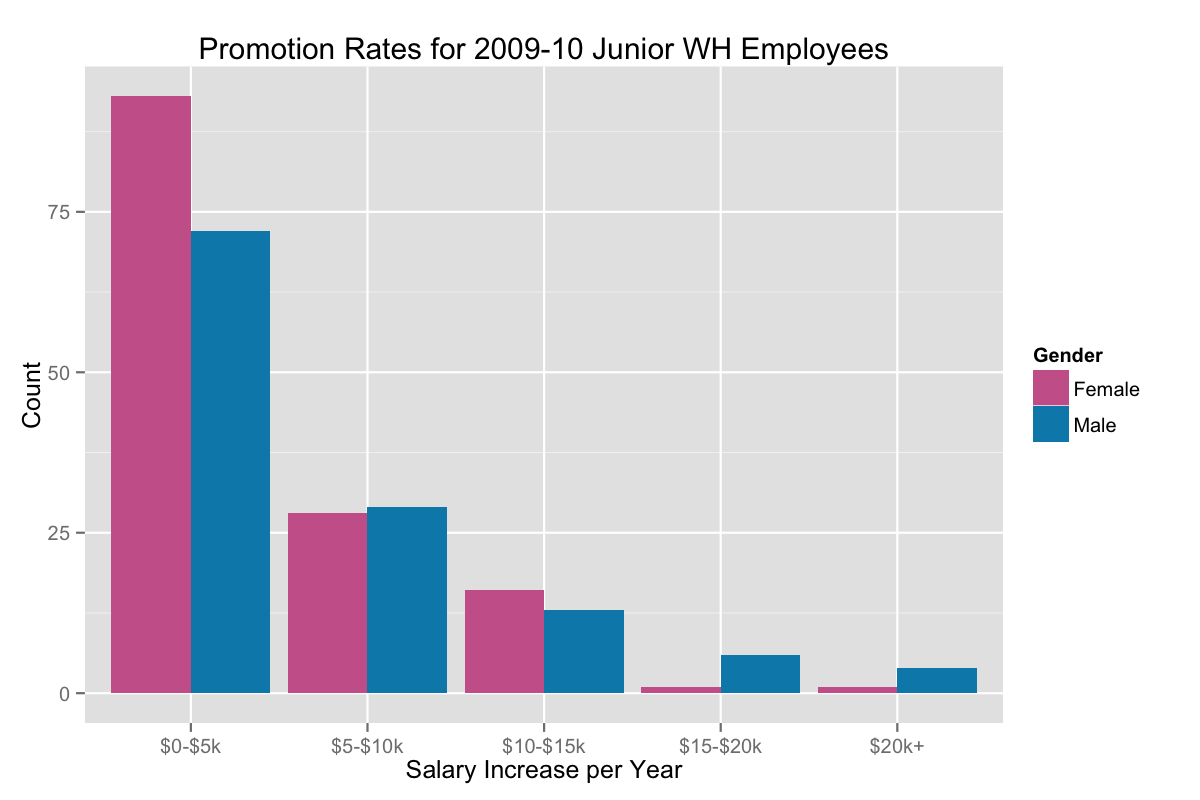 Promotion Rates for 2009-10 Junior WH Employees
Count
75
50
25
0
$0-$5k
$5-$10k
$10-$15k
$15-$20k
$20k+
Salary Increase per Year
Gender
Female
Male